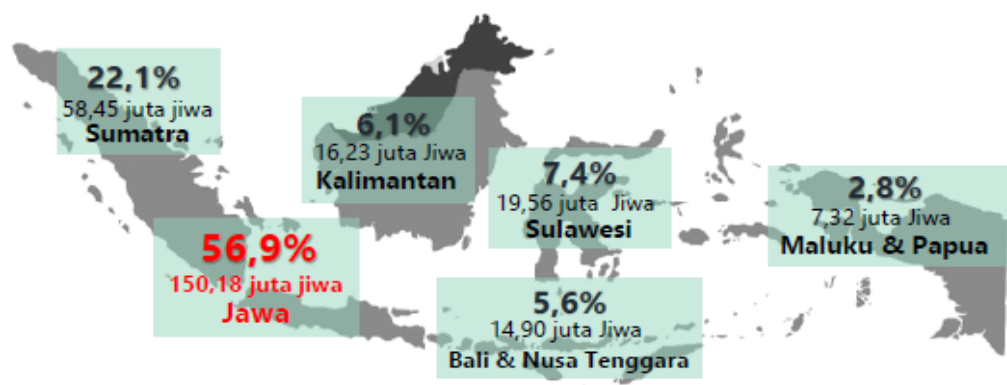 22,1%
58,45 juta jiwa
Sumatra
6,1%
16,23 juta Jiwa
Kalimantan
7,4%
19,56 juta Jiwa
Sulawesi
2,8%
7,32 juta Jiwa
Maluku & Papua
56,9%
150,18 juta jiwa
Jawa
5,6%
14,90 juta Jiwa
Bali & Nusa Tenggara